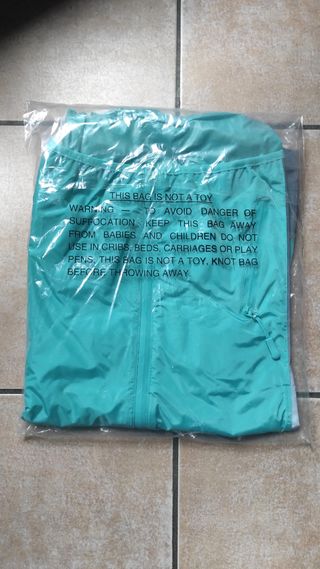 THIS BAG IS NOT A TOY
WARNING — TO AVOID DANGER OF
SUFFOCATION, KEEP THIS BAG AWAY
FROM BABIES AND CHILDREN DO NOT
USE IN CRIBS, BEDS, CARRIAGES OR PLAY
PENS, THIS BAG IS NOT A TOY. KNOT BAG
BEFORE THROWING AWAY.